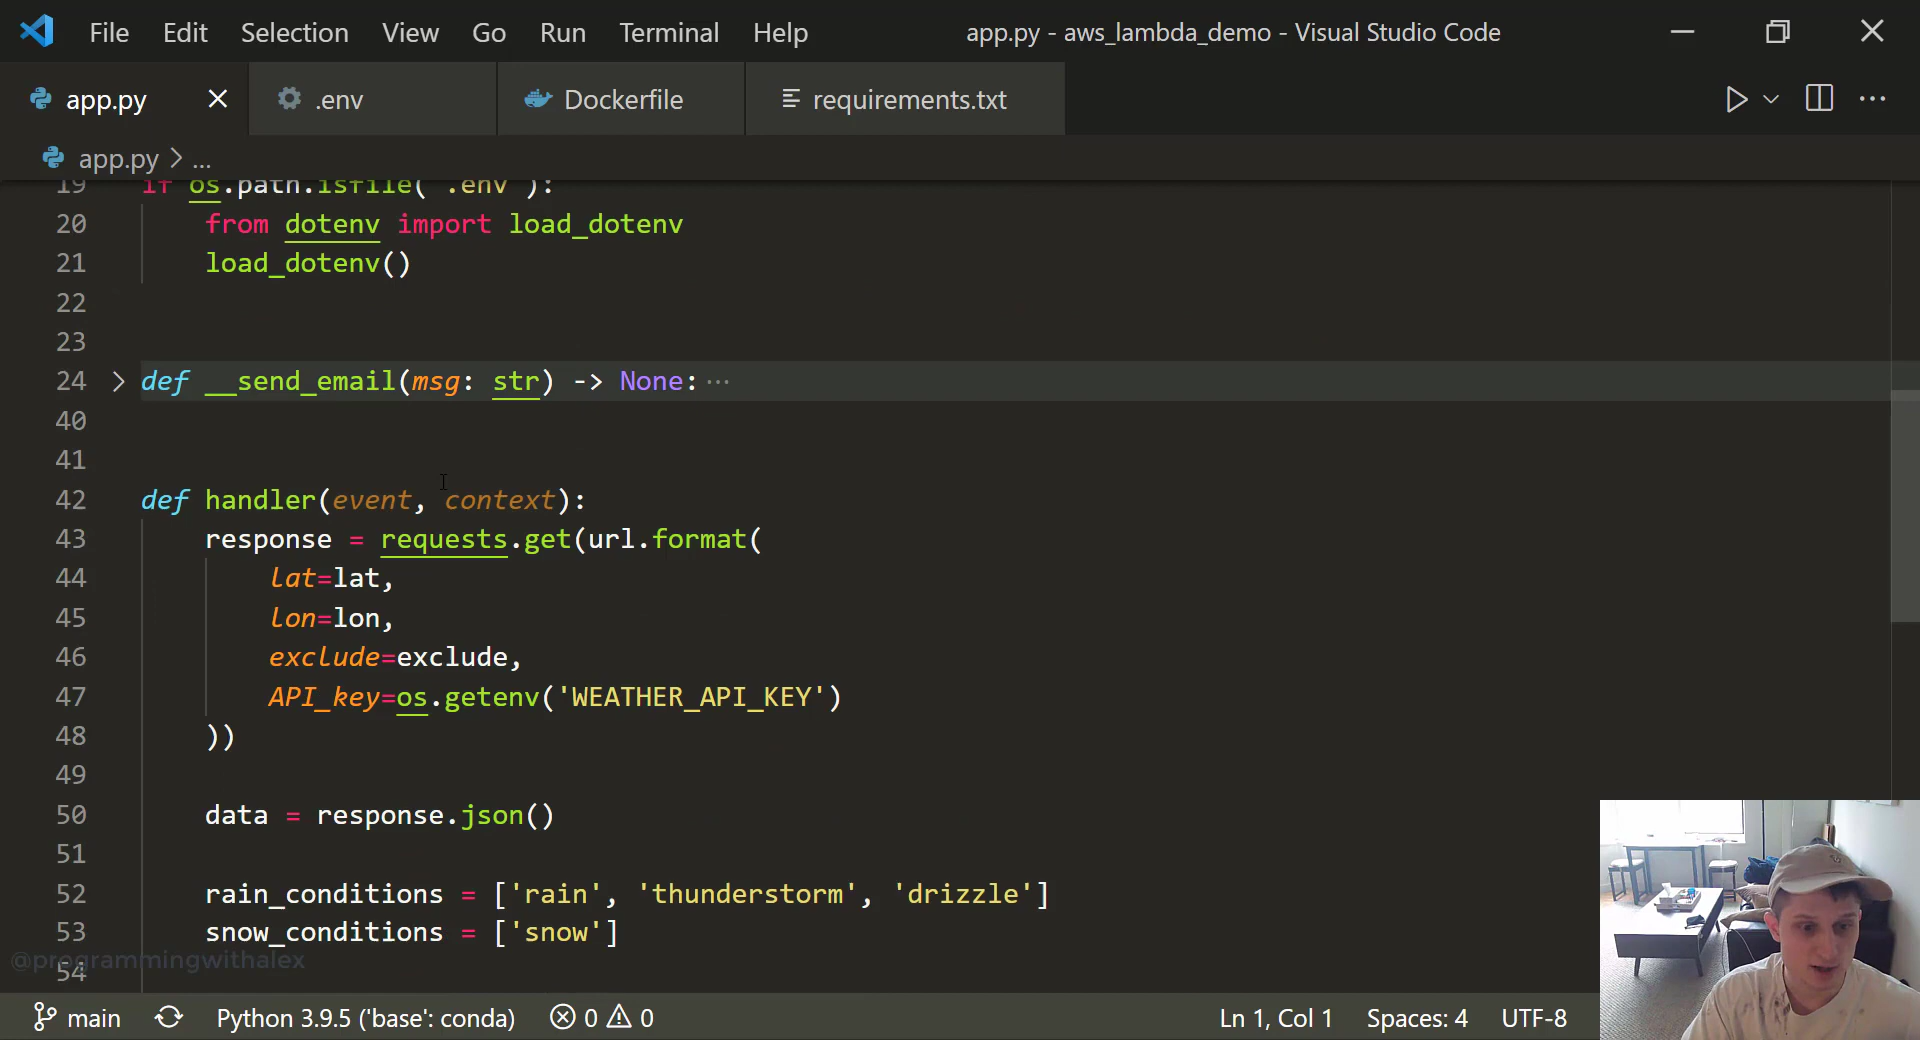 File Edit Selection View Go Run Terminal Help app.py - aws_lambda_demo - Visual Studio Code
app.py .env Dockerfile requirements.txt
app.py > ...
19 if os.path.isfile('.env'):
20 from dotenv import load_dotenv
21 load_dotenv()
22
23
24 def __send_email(msg: str) -> None: ...
40
41
42 def handler(event, context):
43 response = requests.get(url.format(
44 lat=lat,
45 lon=lon,
46 exclude=exclude,
47 API_key=os.getenv('WEATHER_API_KEY')
48 ))
49
50 data = response.json()
51
52 rain_conditions = ['rain', 'thunderstorm', 'drizzle']
53 snow_conditions = ['snow']
@programmingwithalex
54
main Python 3.9.5 ('base': conda) 0 0 Ln 1, Col 1 Spaces: 4 UTF-8